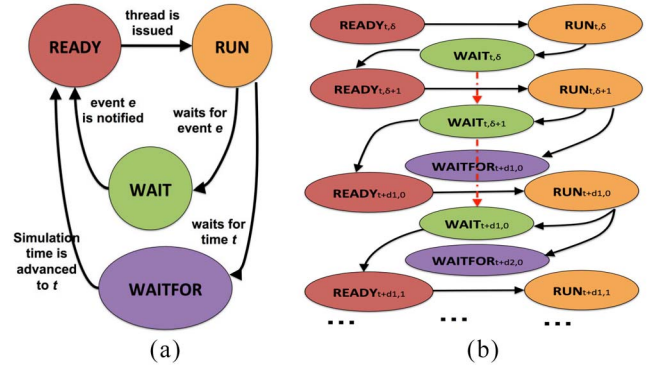 thread is
issued
READY
RUN
event e
is notified
waits for
event e
WAIT
waits for
time t
Simulation
time is
advanced
to t
WAITFOR
(a)
READYt,δ
RUNt,δ
WAITt,δ
READYt,δ+1
RUNt,δ+1
WAITt,δ+1
WAITFORt+d1,0
READYt+d1,0
RUNt+d1,0
WAITt+d1,0
WAITFORt+d2,0
READYt+d1,1
RUNt+d1,1
... ... ...
(b)